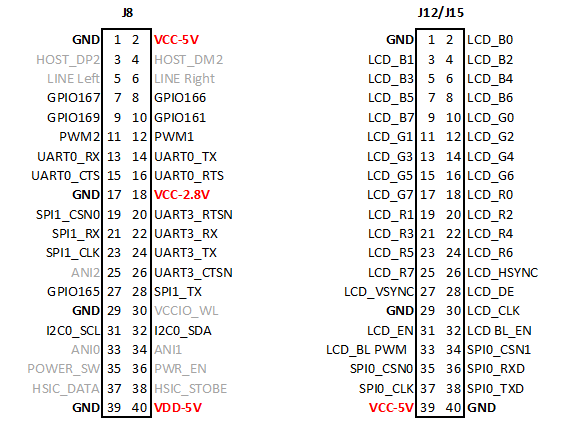 J8 J12/J15
GND 1 2 VCC-5V GND 1 2 LCD_B0
HOST_DP2 3 4 HOST_DM2 LCD_B1 3 4 LCD_B2
LINE Left 5 6 LINE Right LCD_B3 5 6 LCD_B4
GPIO167 7 8 GPIO166 LCD_B5 7 8 LCD_B6
GPIO169 9 10 GPIO161 LCD_B7 9 10 LCD_G0
PWM2 11 12 PWM1 LCD_G1 11 12 LCD_G2
UART0_RX 13 14 UART0_TX LCD_G3 13 14 LCD_G4
UART0_CTS 15 16 UART0_RTS LCD_G5 15 16 LCD_G6
GND 17 18 VCC-2.8V LCD_G7 17 18 LCD_R0
SPI1_CSN0 19 20 UART3_RTSN LCD_R1 19 20 LCD_R2
SPI1_RX 21 22 UART3_RX LCD_R3 21 22 LCD_R4
SPI1_CLK 23 24 UART3_TX LCD_R5 23 24 LCD_R6
ANI2 25 26 UART3_CTSN LCD_R7 25 26 LCD_HSYNC
GPIO165 27 28 SPI1_TX LCD_VSYNC 27 28 LCD_DE
GND 29 30 VCCIO_WL GND 29 30 LCD_CLK
I2C0_SCL 31 32 I2C0_SDA LCD_EN 31 32 LCD BL_EN
ANI0 33 34 ANI1 LCD_BL PWM 33 34 SPI0_CSN1
POWER_SW 35 36 PWR_EN SPI0_CSN0 35 36 SPI0_RXD
HSIC_DATA 37 38 HSIC_STOBE SPI0_CLK 37 38 SPI0_TXD
GND 39 40 VDD-5V VCC-5V 39 40 GND